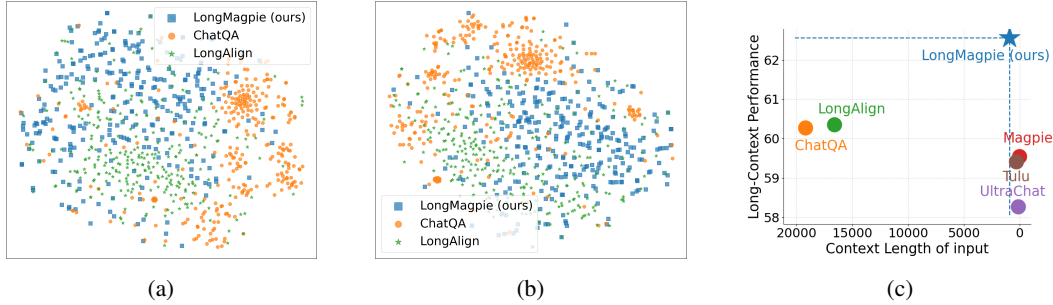 LongMagpie (ours)
ChatQA
LongAlign
(a)
LongMagpie (ours)
ChatQA
LongAlign
(b)
Long-Context Performance
62
61
60
59
58
LongMagpie (ours)
LongAlign
ChatQA
Magpie
Tulu
UltraChat
20000 15000 10000 5000 0
Context Length of input
(c)